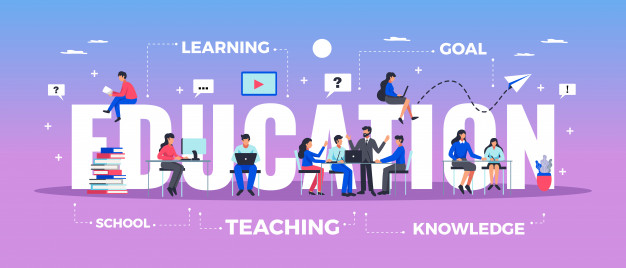 LEARNING
GOAL
?
...
?
!
EDUCATION
SCHOOL
TEACHING
KNOWLEDGE